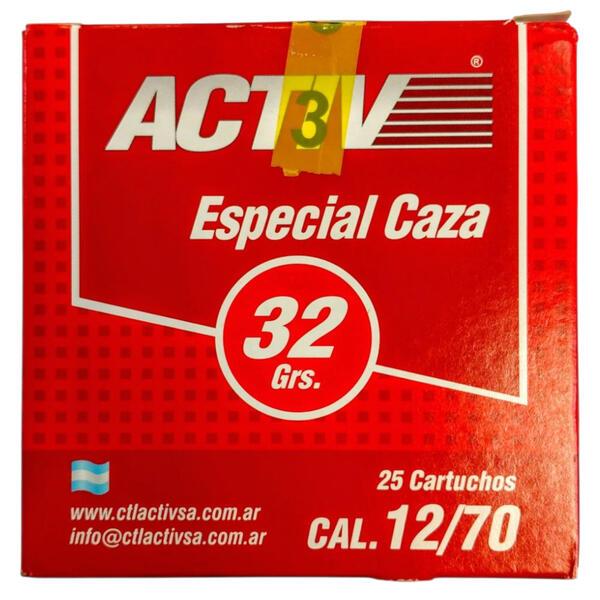 ACTIV®
3
Especial Caza
32
Grs.
25 Cartuchos
CAL. 12/70
www.ctlactivsa.com.ar
info@ctlactivsa.com.ar